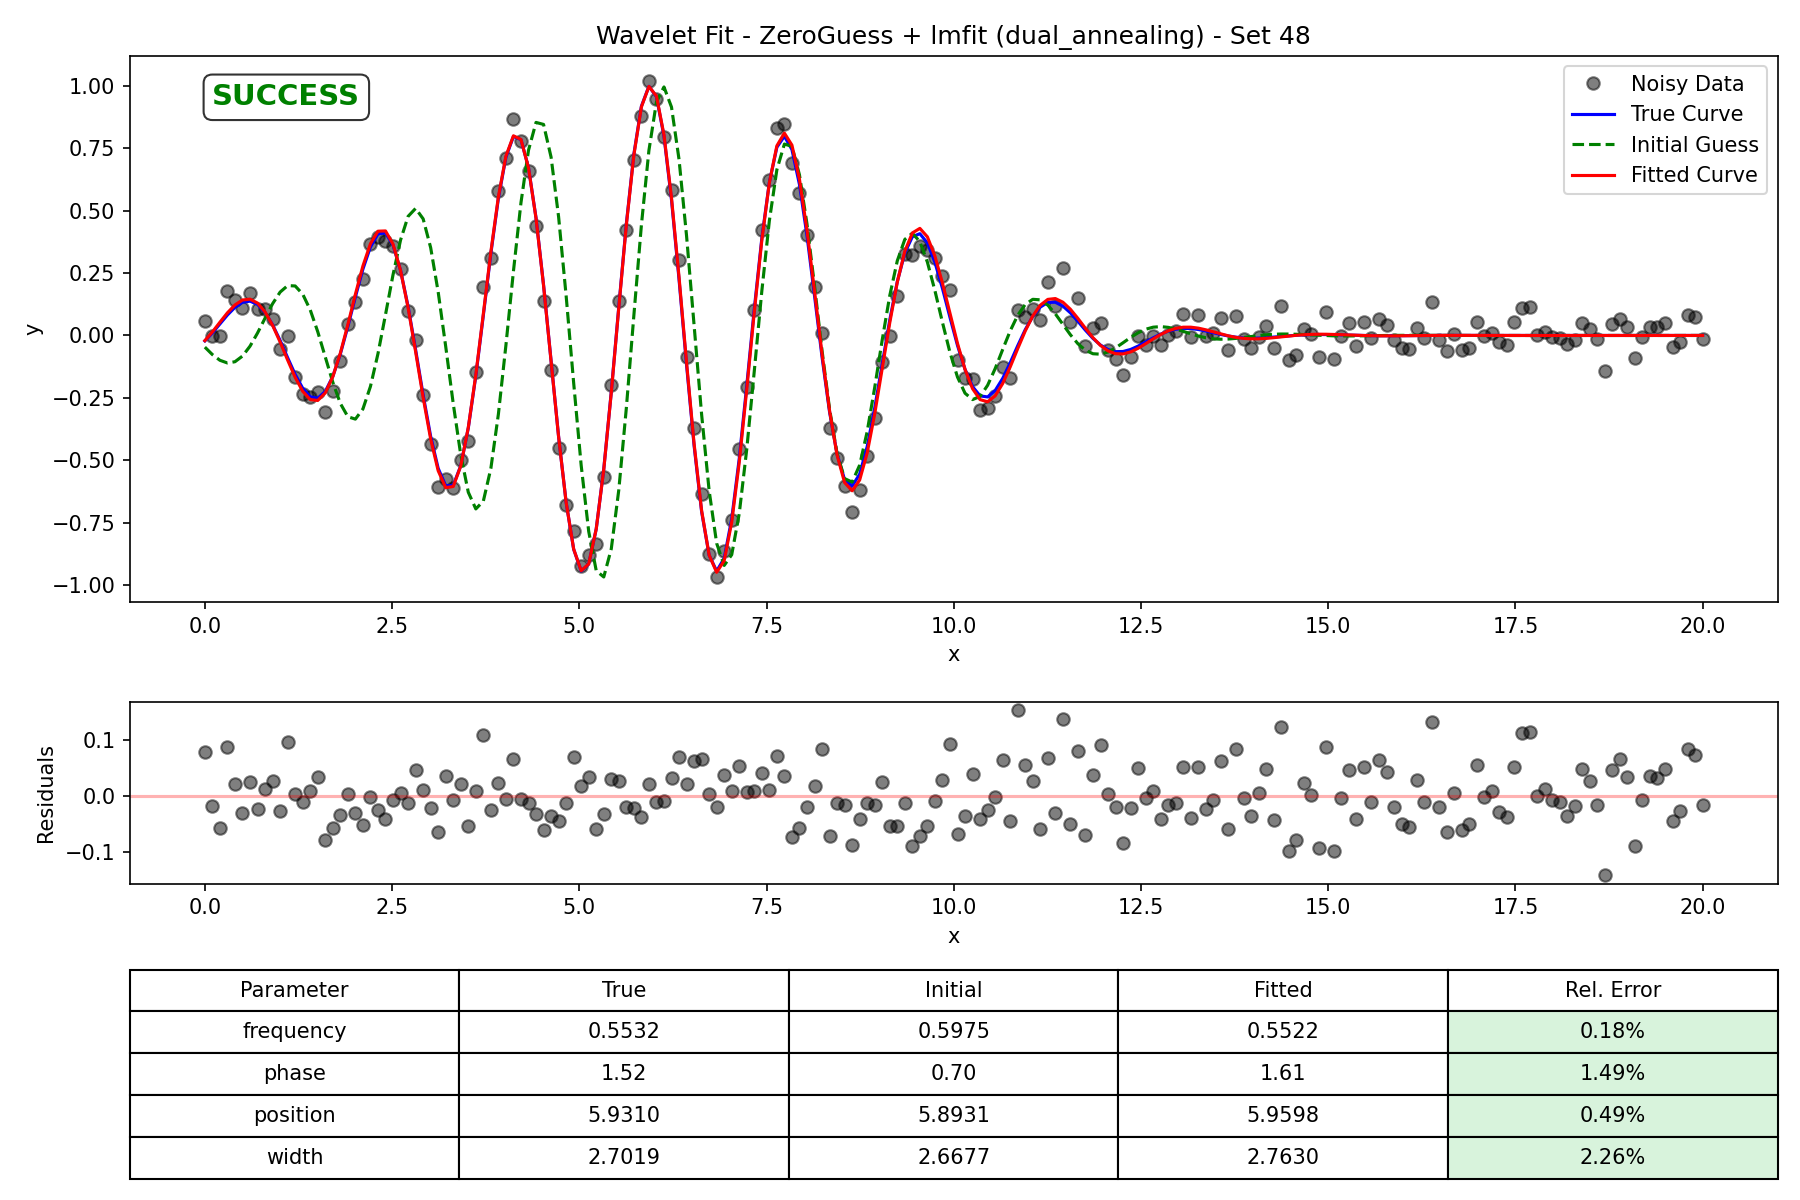 Wavelet Fit - ZeroGuess + lmfit (dual_annealing) - Set 48
SUCCESS
Noisy Data
True Curve
Initial Guess
Fitted Curve
y
1.00
0.75
0.50
0.25
0.00
−0.25
−0.50
−0.75
−1.00
0.0 2.5 5.0 7.5 10.0 12.5 15.0 17.5 20.0
x
Residuals
0.1
0.0
−0.1
0.0 2.5 5.0 7.5 10.0 12.5 15.0 17.5 20.0
x
Parameter True Initial Fitted Rel. Error
frequency 0.5532 0.5975 0.5522 0.18%
phase 1.52 0.70 1.61 1.49%
position 5.9310 5.8931 5.9598 0.49%
width 2.7019 2.6677 2.7630 2.26%